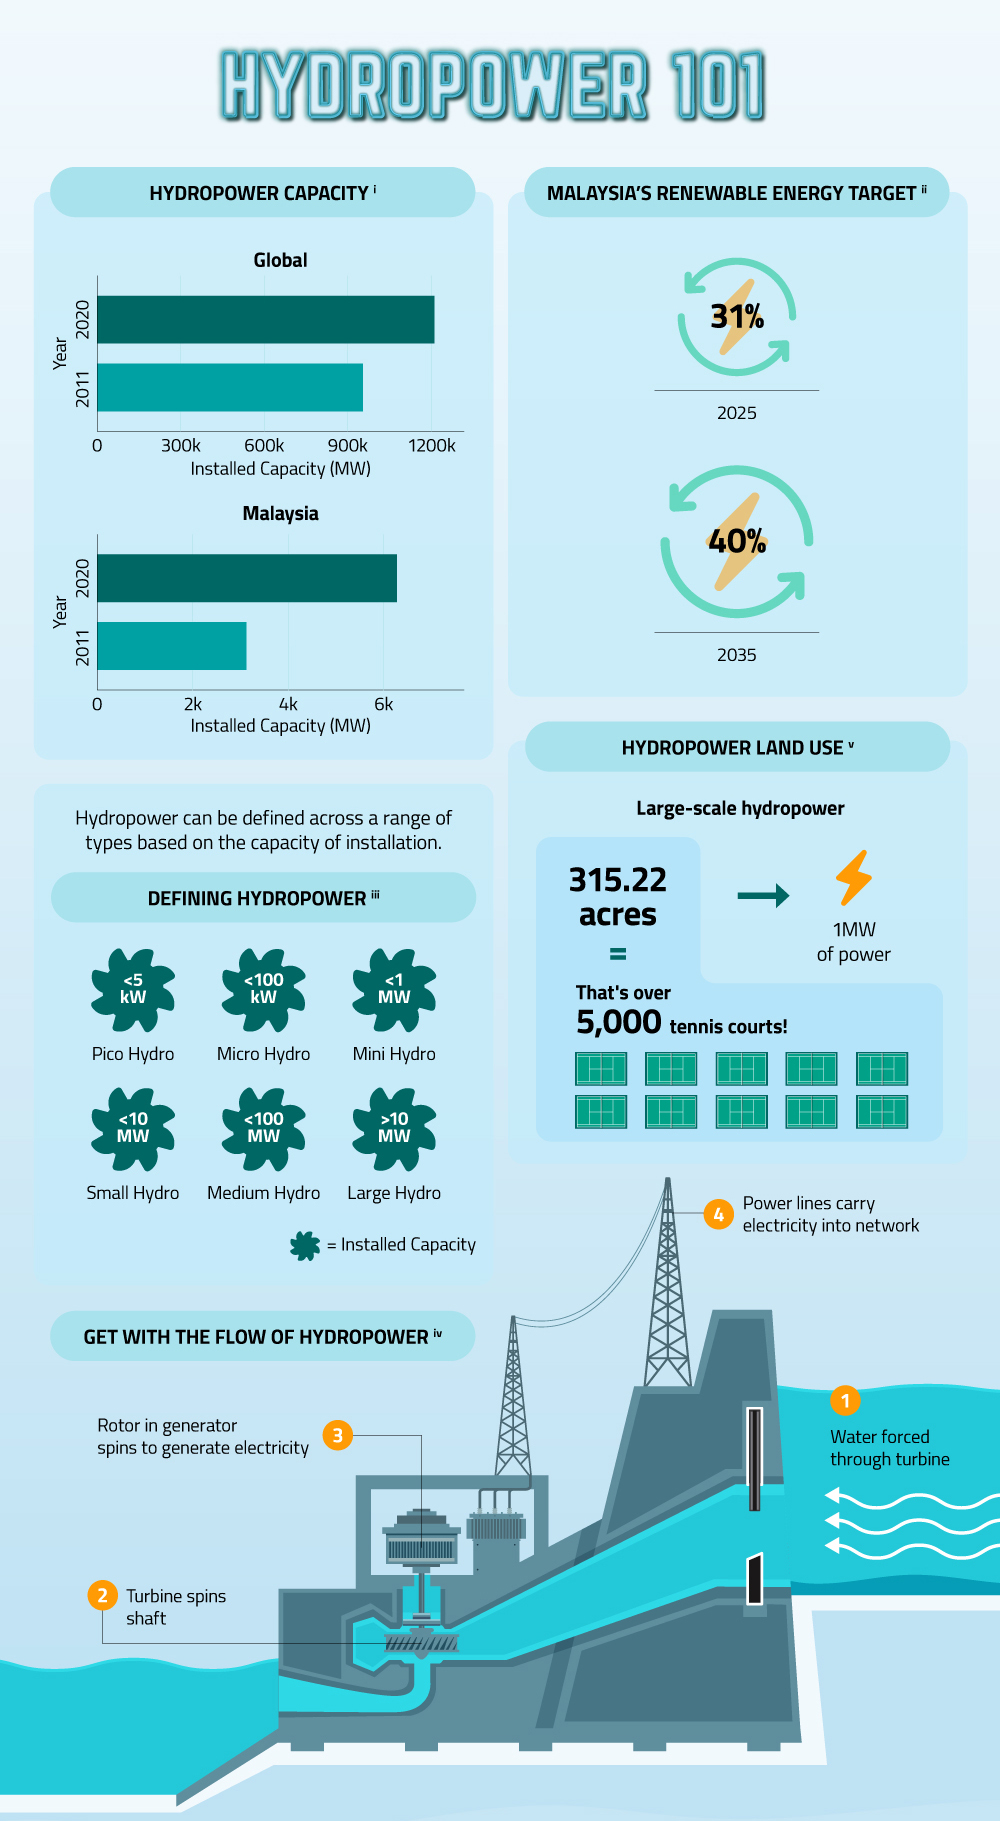 HYDROPOWER 101
HYDROPOWER CAPACITY i
Global
Year
2020
2011
0 300k 600k 900k 1200k
Installed Capacity (MW)
Malaysia
Year
2020
2011
0 2k 4k 6k
Installed Capacity (MW)
MALAYSIA'S RENEWABLE ENERGY TARGET ii
31%
2025
40%
2035
Hydropower can be defined across a range of
types based on the capacity of installation.
DEFINING HYDROPOWER iii
<5
kW
Pico Hydro
<100
kW
Micro Hydro
<1
MW
Mini Hydro
<10
MW
Small Hydro
<100
MW
Medium Hydro
>10
MW
Large Hydro
= Installed Capacity
HYDROPOWER LAND USE v
Large-scale hydropower
315.22
acres
=
1MW
of power
That's over
5,000 tennis courts!
GET WITH THE FLOW OF HYDROPOWER iv
1
Water forced
through turbine
2
Turbine spins
shaft
3
Rotor in generator
spins to generate electricity
4
Power lines carry
electricity into network